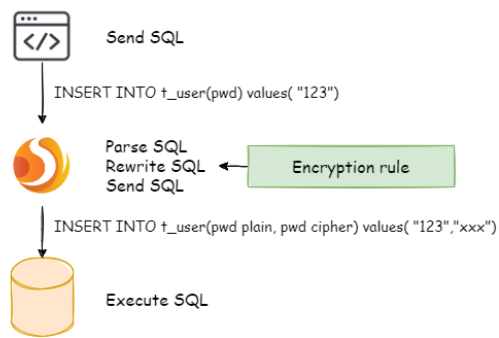 Send SQL
INSERT INTO t_user(pwd) values( "123")
Parse SQL
Rewrite SQL
Send SQL
Encryption rule
INSERT INTO t_user(pwd plain, pwd cipher) values( "123","xxx")
Execute SQL